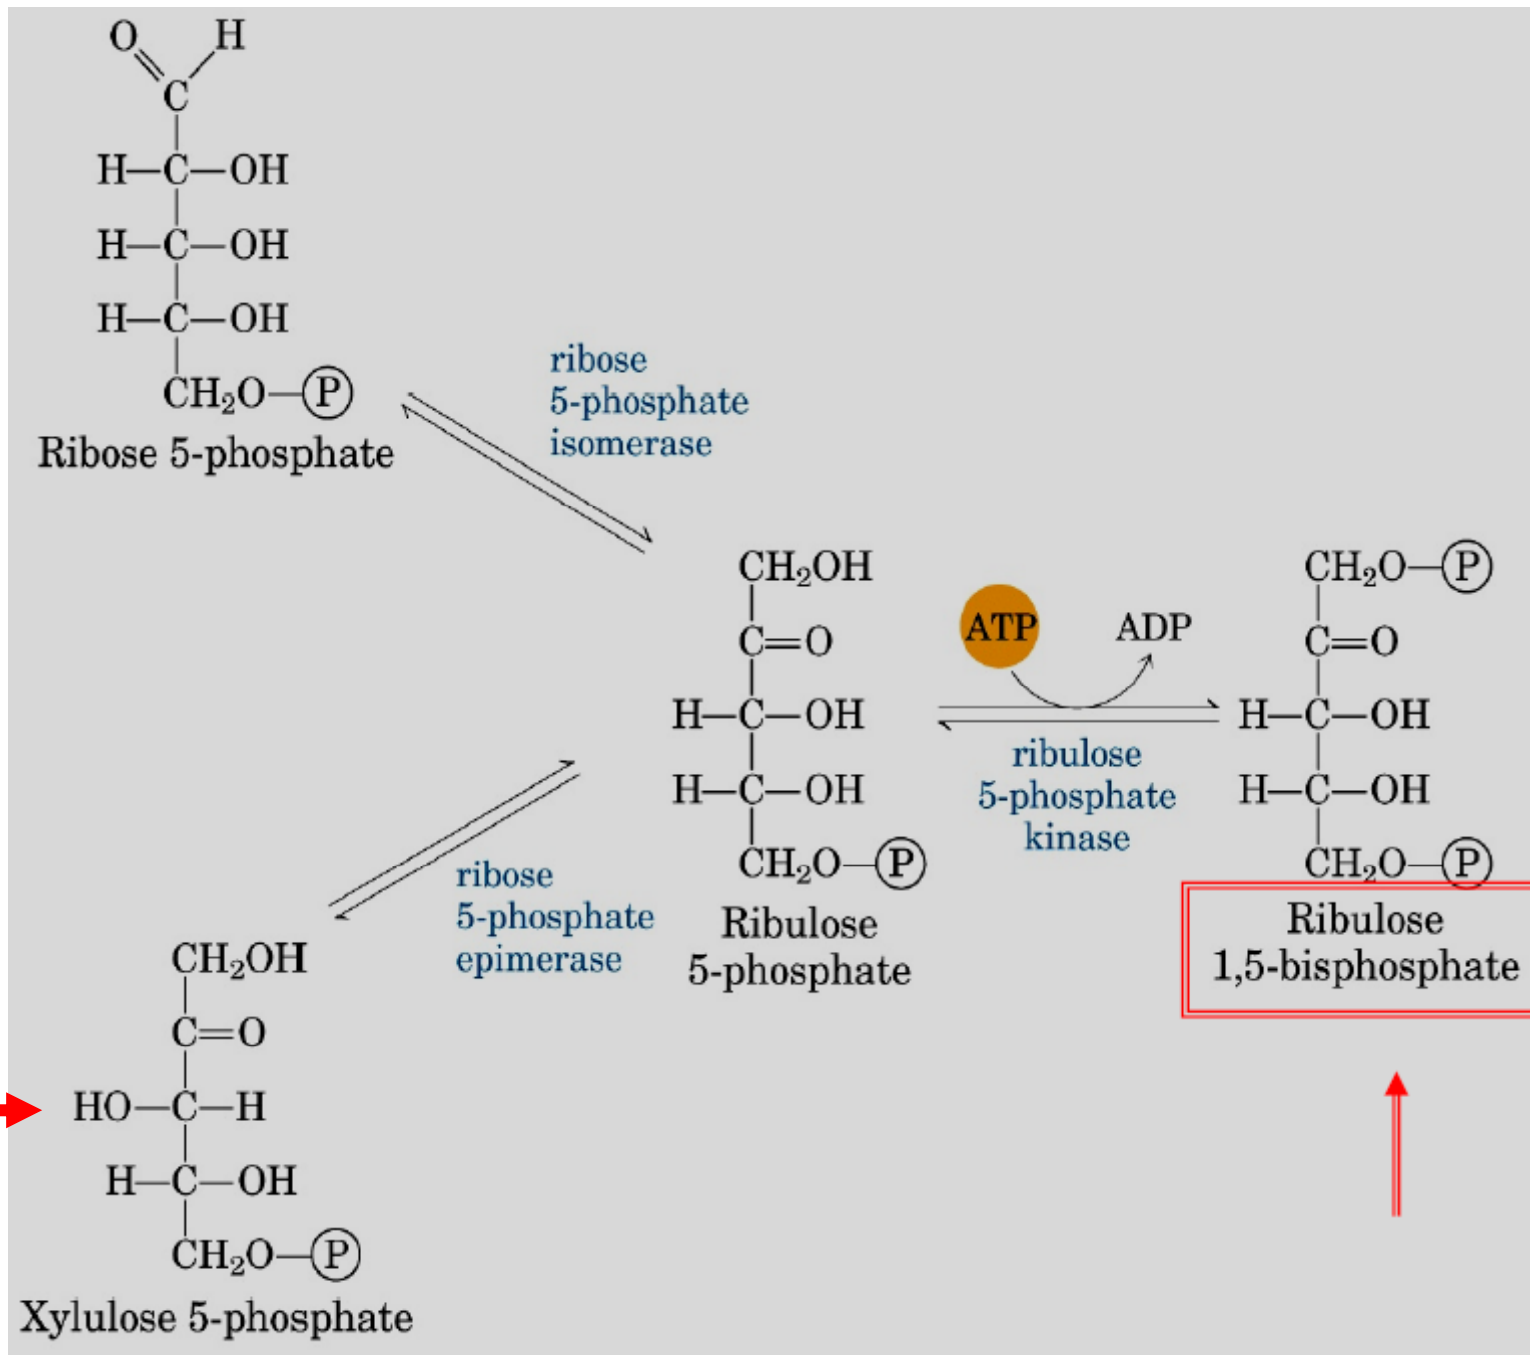 O H
C
H—C—OH
H—C—OH
H—C—OH
CH₂O—P
Ribose 5-phosphate
ribose
5-phosphate
isomerase
CH₂OH
C=O
H—C—OH
H—C—OH
CH₂O—P
Ribulose
5-phosphate
ATP ADP
ribulose
5-phosphate
kinase
CH₂O—P
C=O
H—C—OH
H—C—OH
CH₂O—P
Ribulose
1,5-bisphosphate
ribose
5-phosphate
epimerase
CH₂OH
C=O
HO—C—H
H—C—OH
CH₂O—P
Xylulose 5-phosphate